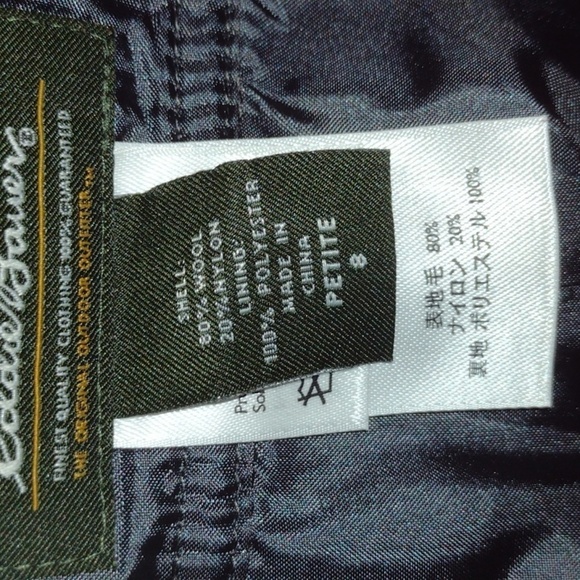 Eddie Bauer®
FINEST QUALITY CLOTHING 100% GUARANTEED
THE ORIGINAL OUTDOOR OUTFITTER™
SHELL:
80% WOOL
20% NYLON
LINING:
100% POLYESTER
MADE IN
CHINA
PETITE
8
表地毛 80%
ナイロン 20%
裏地 ポリエステル 100%